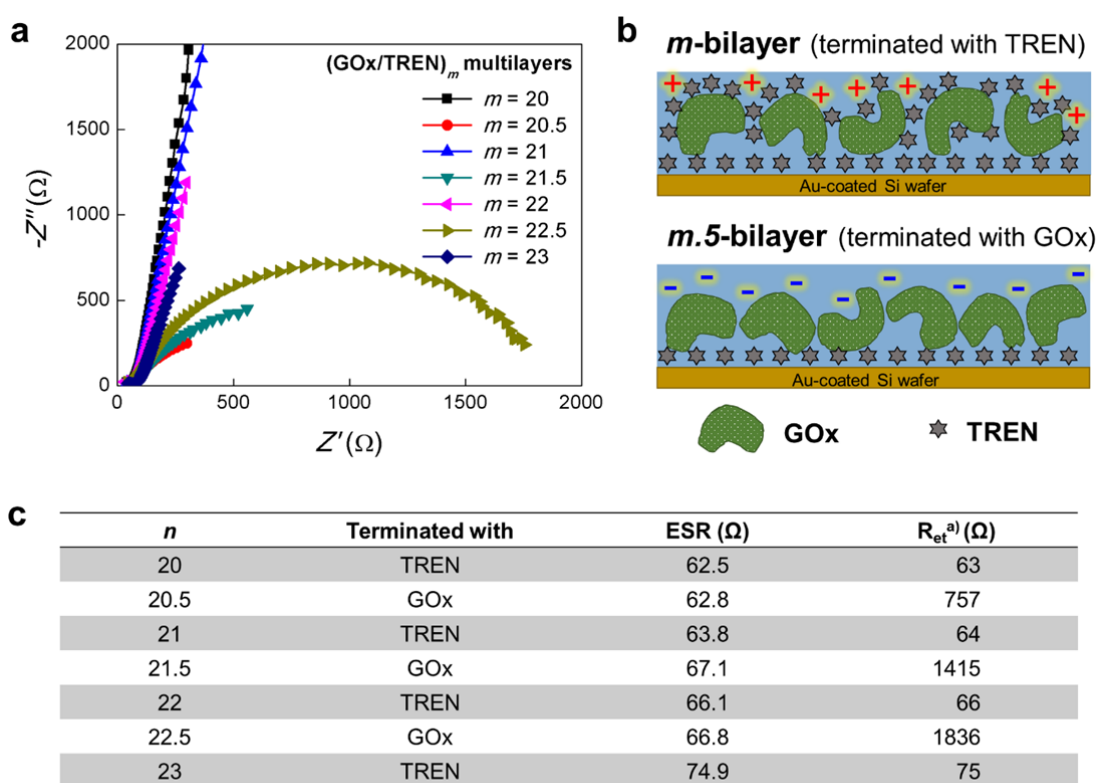 a
2000
1500
1000
500
0
-Z″(Ω)
0 500 1000 1500 2000
Z′(Ω)
(GOx/TREN)m multilayers
m = 20
m = 20.5
m = 21
m = 21.5
m = 22
m = 22.5
m = 23
b
m-bilayer (terminated with TREN)
+ + + + + + +
Au-coated Si wafer
m.5-bilayer (terminated with GOx)
- - - - - - -
Au-coated Si wafer
GOx TREN
c
n Terminated with ESR (Ω) Retᵃ⁾ (Ω)
20 TREN 62.5 63
20.5 GOx 62.8 757
21 TREN 63.8 64
21.5 GOx 67.1 1415
22 TREN 66.1 66
22.5 GOx 66.8 1836
23 TREN 74.9 75